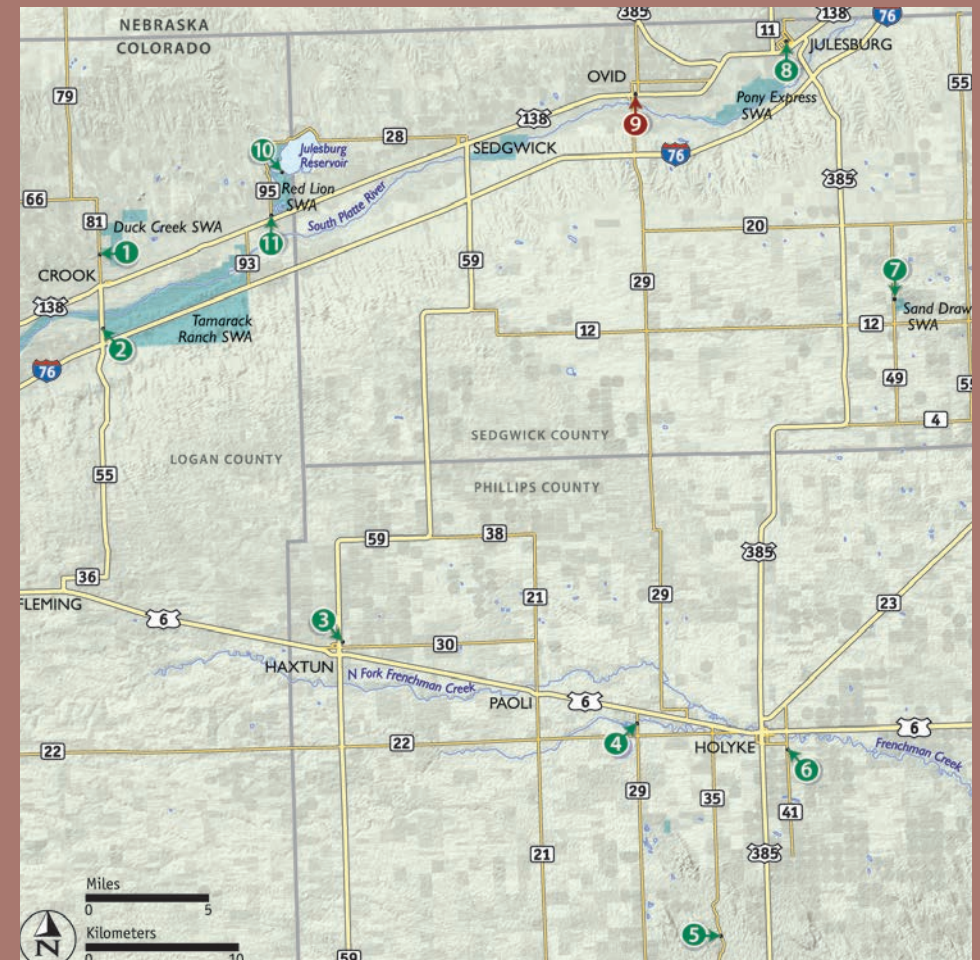 NEBRASKA
COLORADO
385
138
76
11
JULESBURG
8
OVID
79
55
Pony Express
SWA
138
9
10
28
Julesburg
Reservoir
SEDGWICK
76
95
Red Lion
SWA
385
66
81
Duck Creek SWA
South Platte River
20
1
11
CROOK
93
59
29
7
138
Tamarack
Ranch SWA
12
12
Sand Draw
SWA
2
76
49
55
4
SEDGWICK COUNTY
LOGAN COUNTY
55
PHILLIPS COUNTY
59
38
385
36
21
29
23
FLEMING
6
3
30
HAXTUN
N Fork Frenchman Creek
PAOLI
6
6
22
22
4
HOLYKE
Frenchman Creek
6
29
35
41
21
385
Miles
0
5
N
Kilometers
0
10
5
59